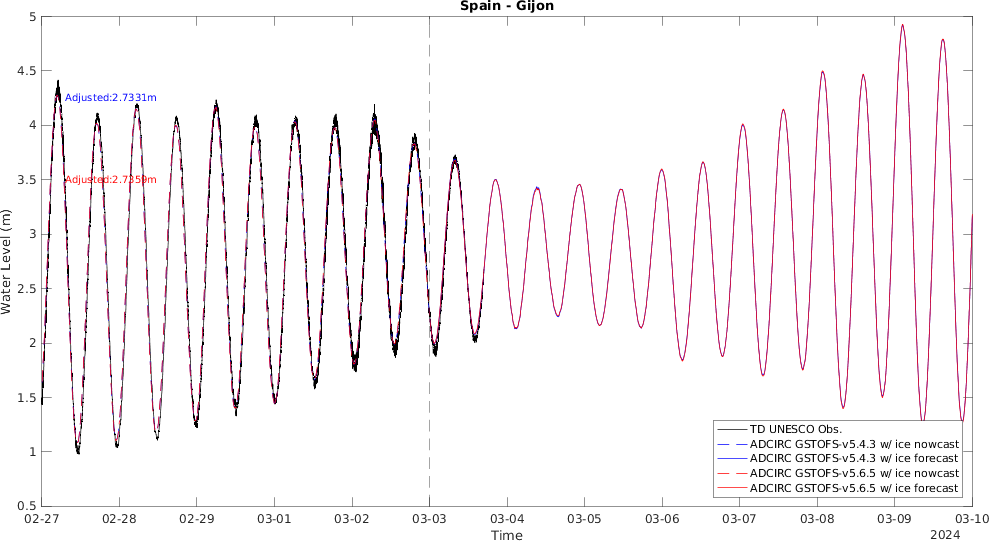 Spain - Gijon
5
4.5
4
3.5
3
2.5
2
1.5
1
0.5
Water Level (m)
Adjusted:2.7331m
Adjusted:2.7359m
TD UNESCO Obs.
ADCIRC GSTOFS-v5.4.3 w/ ice nowcast
ADCIRC GSTOFS-v5.4.3 w/ ice forecast
ADCIRC GSTOFS-v5.6.5 w/ ice nowcast
ADCIRC GSTOFS-v5.6.5 w/ ice forecast
02-27 02-28 02-29 03-01 03-02 03-03 03-04 03-05 03-06 03-07 03-08 03-09 03-10
Time
2024